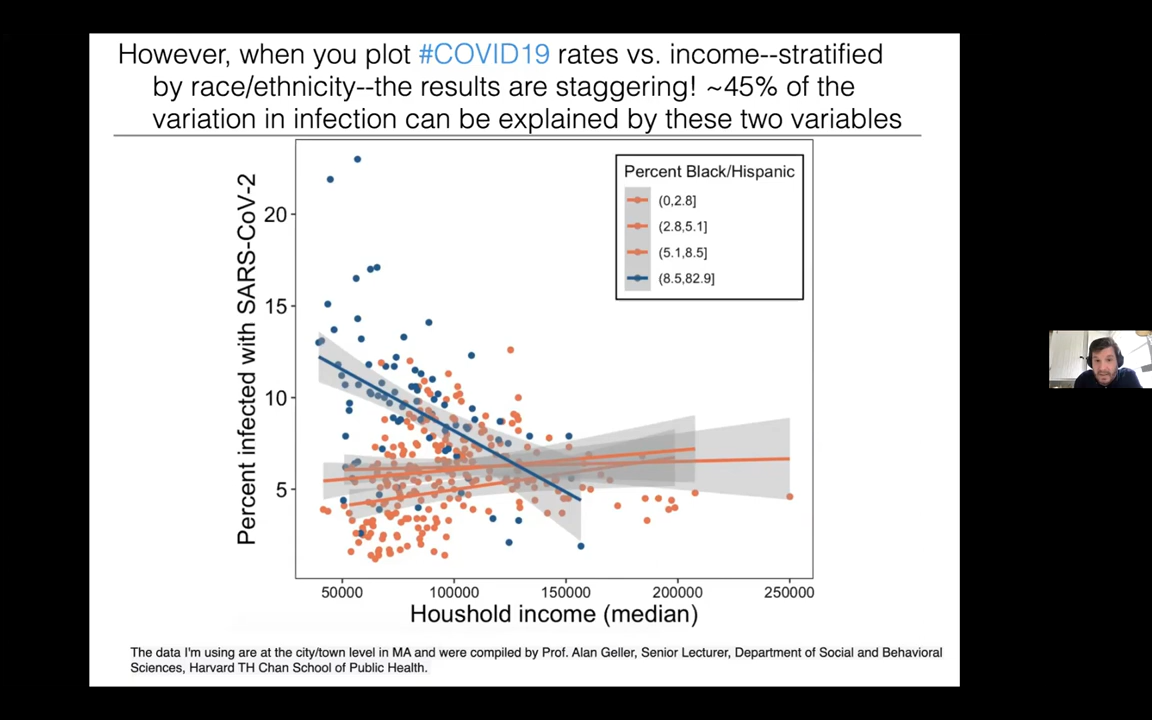 However, when you plot #COVID19 rates vs. income--stratified
by race/ethnicity--the results are staggering! ~45% of the
variation in infection can be explained by these two variables
Percent Black/Hispanic
(0,2.8]
(2.8,5.1]
(5.1,8.5]
(8.5,82.9]
Percent infected with SARS-CoV-2
20
15
10
5
50000 100000 150000 200000 250000
Houshold income (median)
The data I'm using are at the city/town level in MA and were compiled by Prof. Alan Geller, Senior Lecturer, Department of Social and Behavioral
Sciences, Harvard TH Chan School of Public Health.